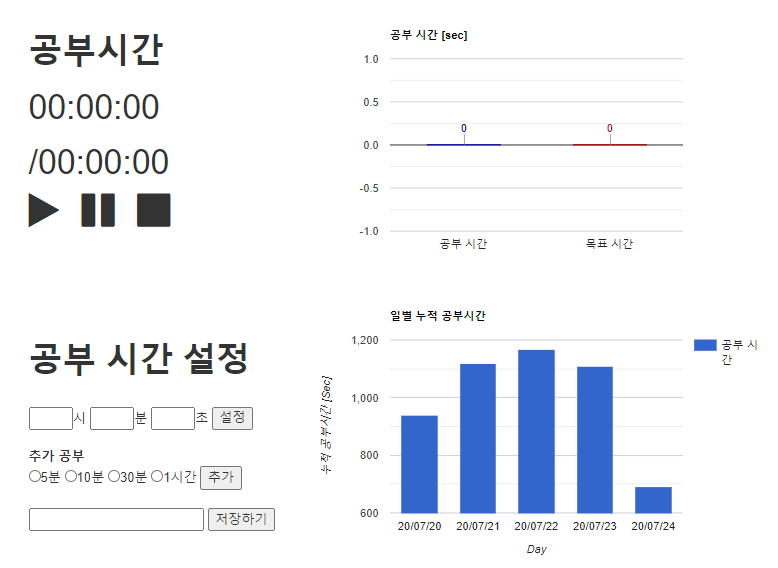 공부시간
00:00:00
/00:00:00
공부 시간 [sec]
1.0
0.5
0.0
-0.5
-1.0
0
0
공부 시간
목표 시간
공부 시간 설정
시 분 초 설정
추가 공부
5분 10분 30분 1시간 추가
저장하기
일별 누적 공부시간
누적 공부시간 [Sec]
1,200
1,000
800
600
20/07/20 20/07/21 20/07/22 20/07/23 20/07/24
Day
공부 시
간